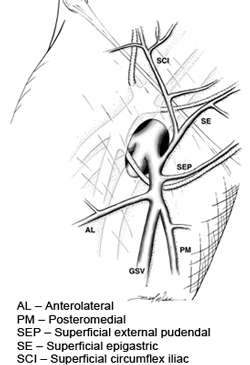 SCI
SE
SEP
AL
PM
GSV
AL – Anterolateral
PM – Posteromedial
SEP – Superficial external pudendal
SE – Superficial epigastric
SCI – Superficial circumflex iliac